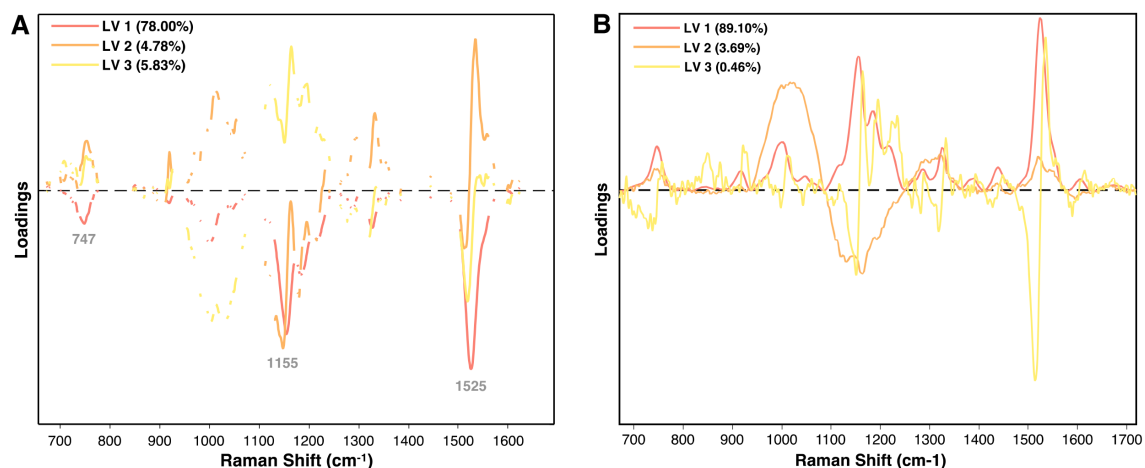 A
LV 1 (78.00%)
LV 2 (4.78%)
LV 3 (5.83%)
Loadings
747
1155
1525
700 800 900 1000 1100 1200 1300 1400 1500 1600
Raman Shift (cm-1)
B
LV 1 (89.10%)
LV 2 (3.69%)
LV 3 (0.46%)
Loadings
700 800 900 1000 1100 1200 1300 1400 1500 1600 1700
Raman Shift (cm-1)